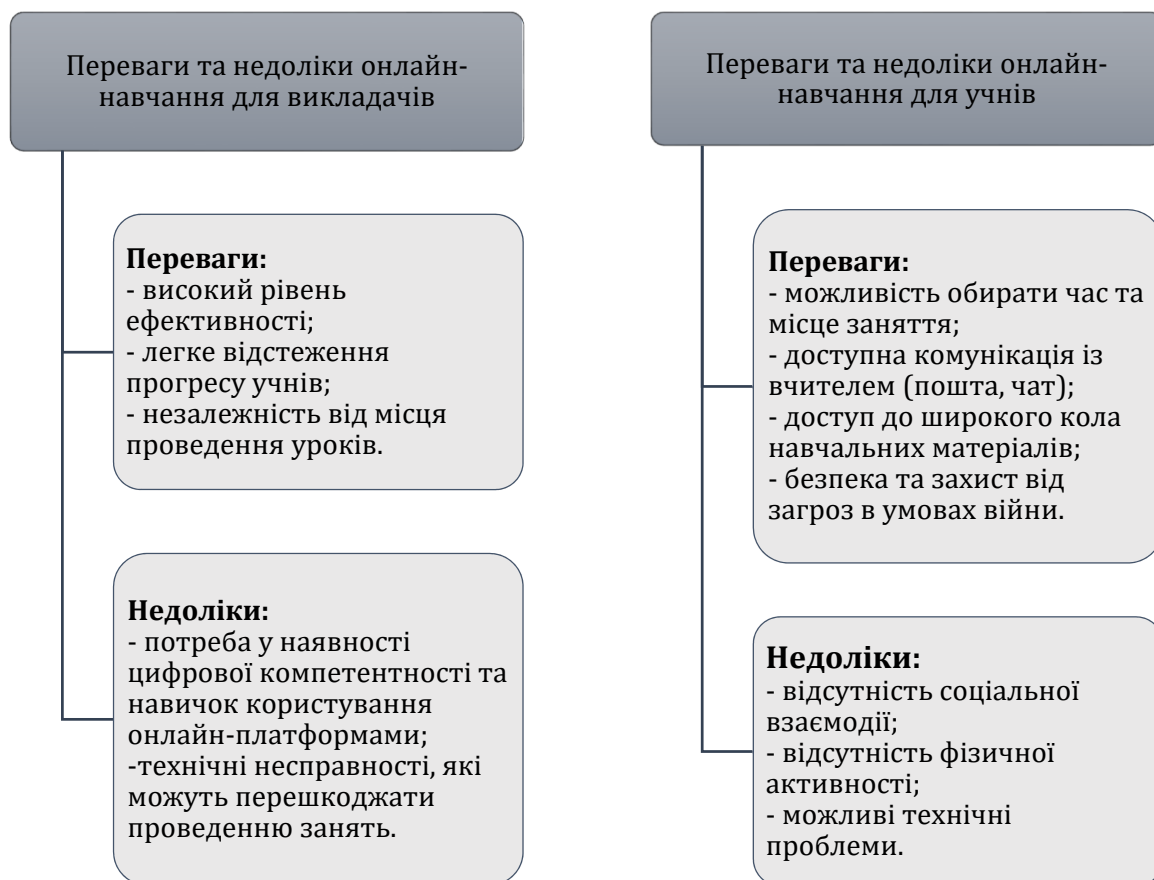 Переваги та недоліки онлайн-
навчання для викладачів
Переваги:
- високий рівень
ефективності;
- легке відстеження
прогресу учнів;
- незалежність від місця
проведення уроків.
Недоліки:
- потреба у наявності
цифрової компетентності та
навичок користування
онлайн-платформами;
-технічні несправності, які
можуть перешкоджати
проведенню занять.
Переваги та недоліки онлайн-
навчання для учнів
Переваги:
- можливість обирати час та
місце заняття;
- доступна комунікація із
вчителем (пошта, чат);
- доступ до широкого кола
навчальних матеріалів;
- безпека та захист від
загроз в умовах війни.
Недоліки:
- відсутність соціальної
взаємодії;
- відсутність фізичної
активності;
- можливі технічні
проблеми.